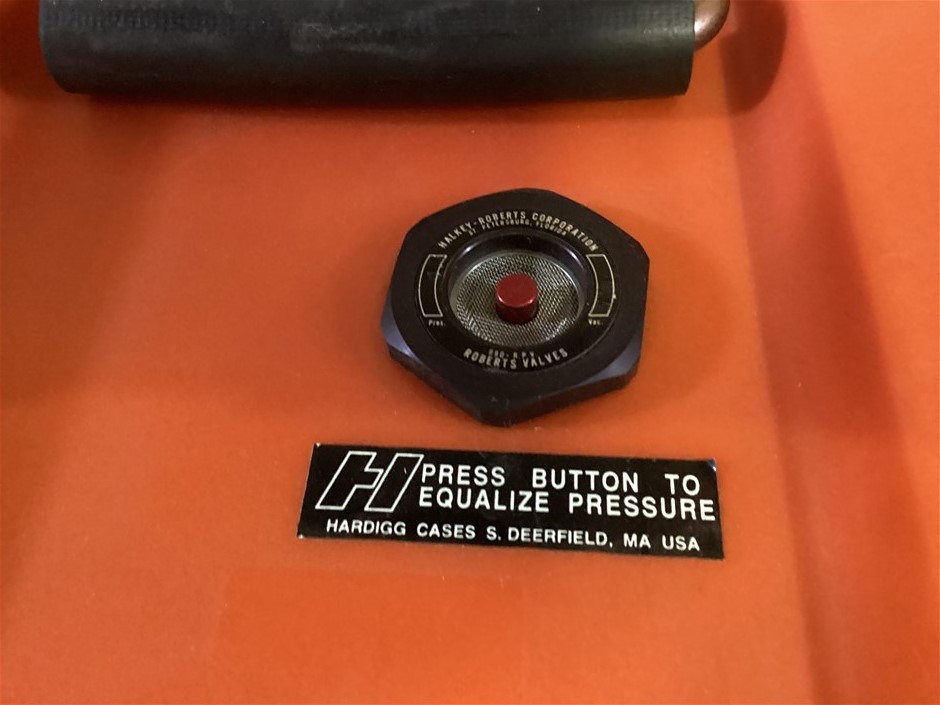 HALKEY-ROBERTS CORPORATION
ST. PETERSBURG, FLORIDA
Pres.
Vac.
ROBERTS VALVES
H PRESS BUTTON TO
EQUALIZE PRESSURE
HARDIGG CASES S. DEERFIELD, MA USA